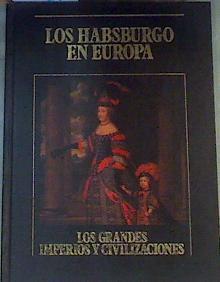 LOS HABSBURGO
EN EUROPA
LOS GRANDES
IMPERIOS Y CIVILIZACIONES